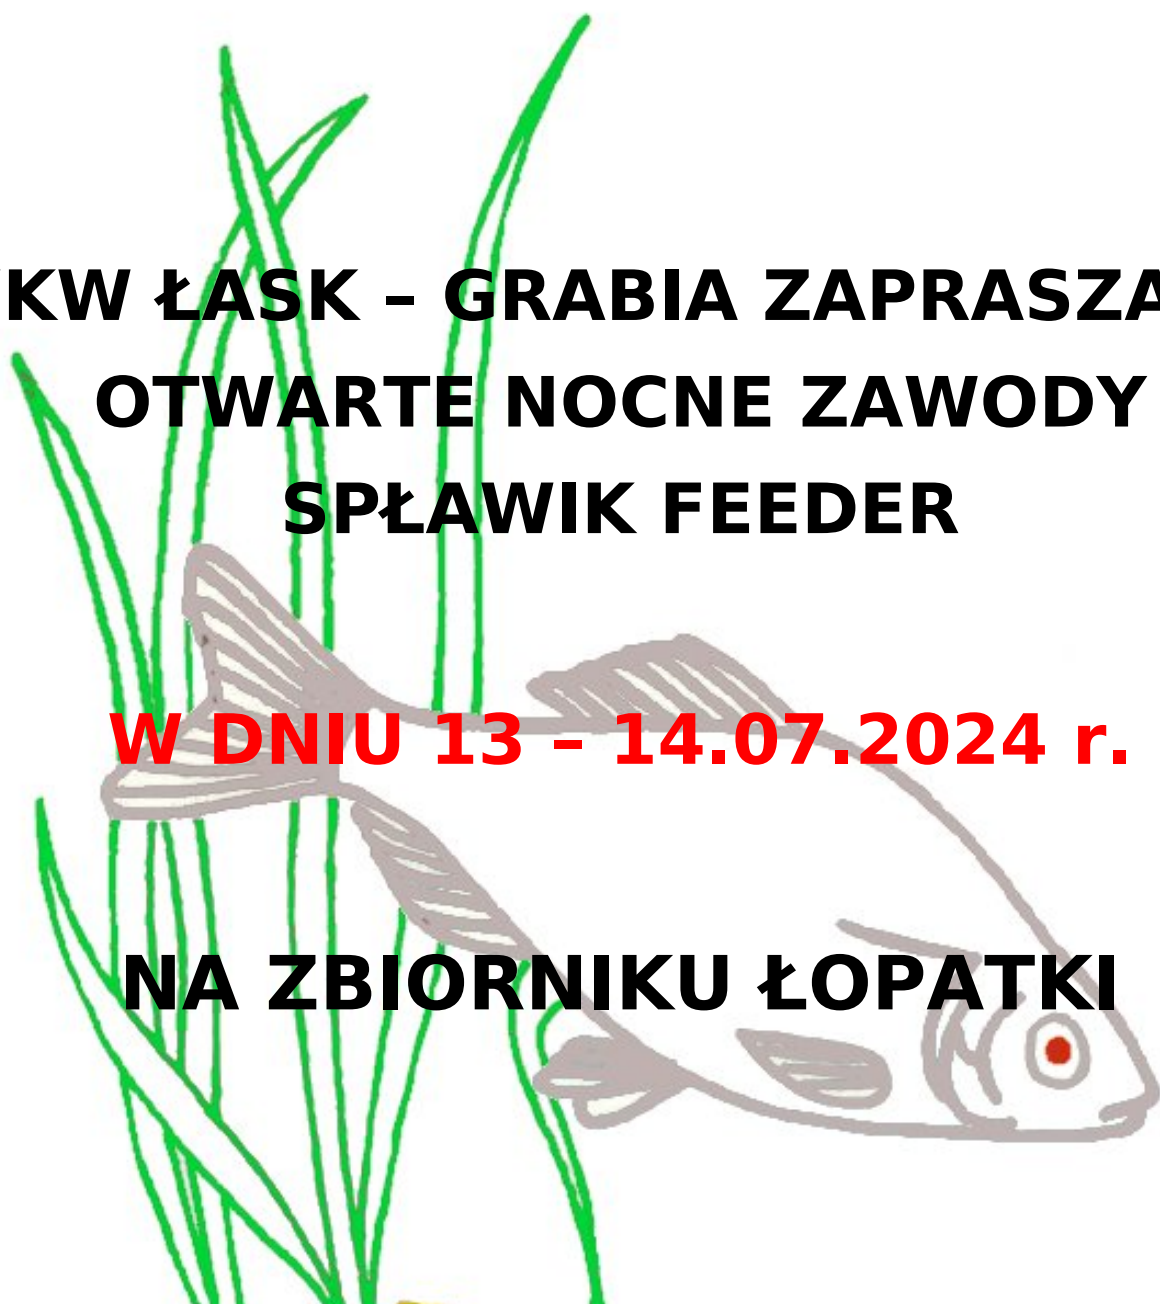 KW ŁASK – GRABIA ZAPRASZA
OTWARTE NOCNE ZAWODY
SPŁAWIK FEEDER
W DNIU 13 – 14.07.2024 r.
NA ZBIORNIKU ŁOPATKI